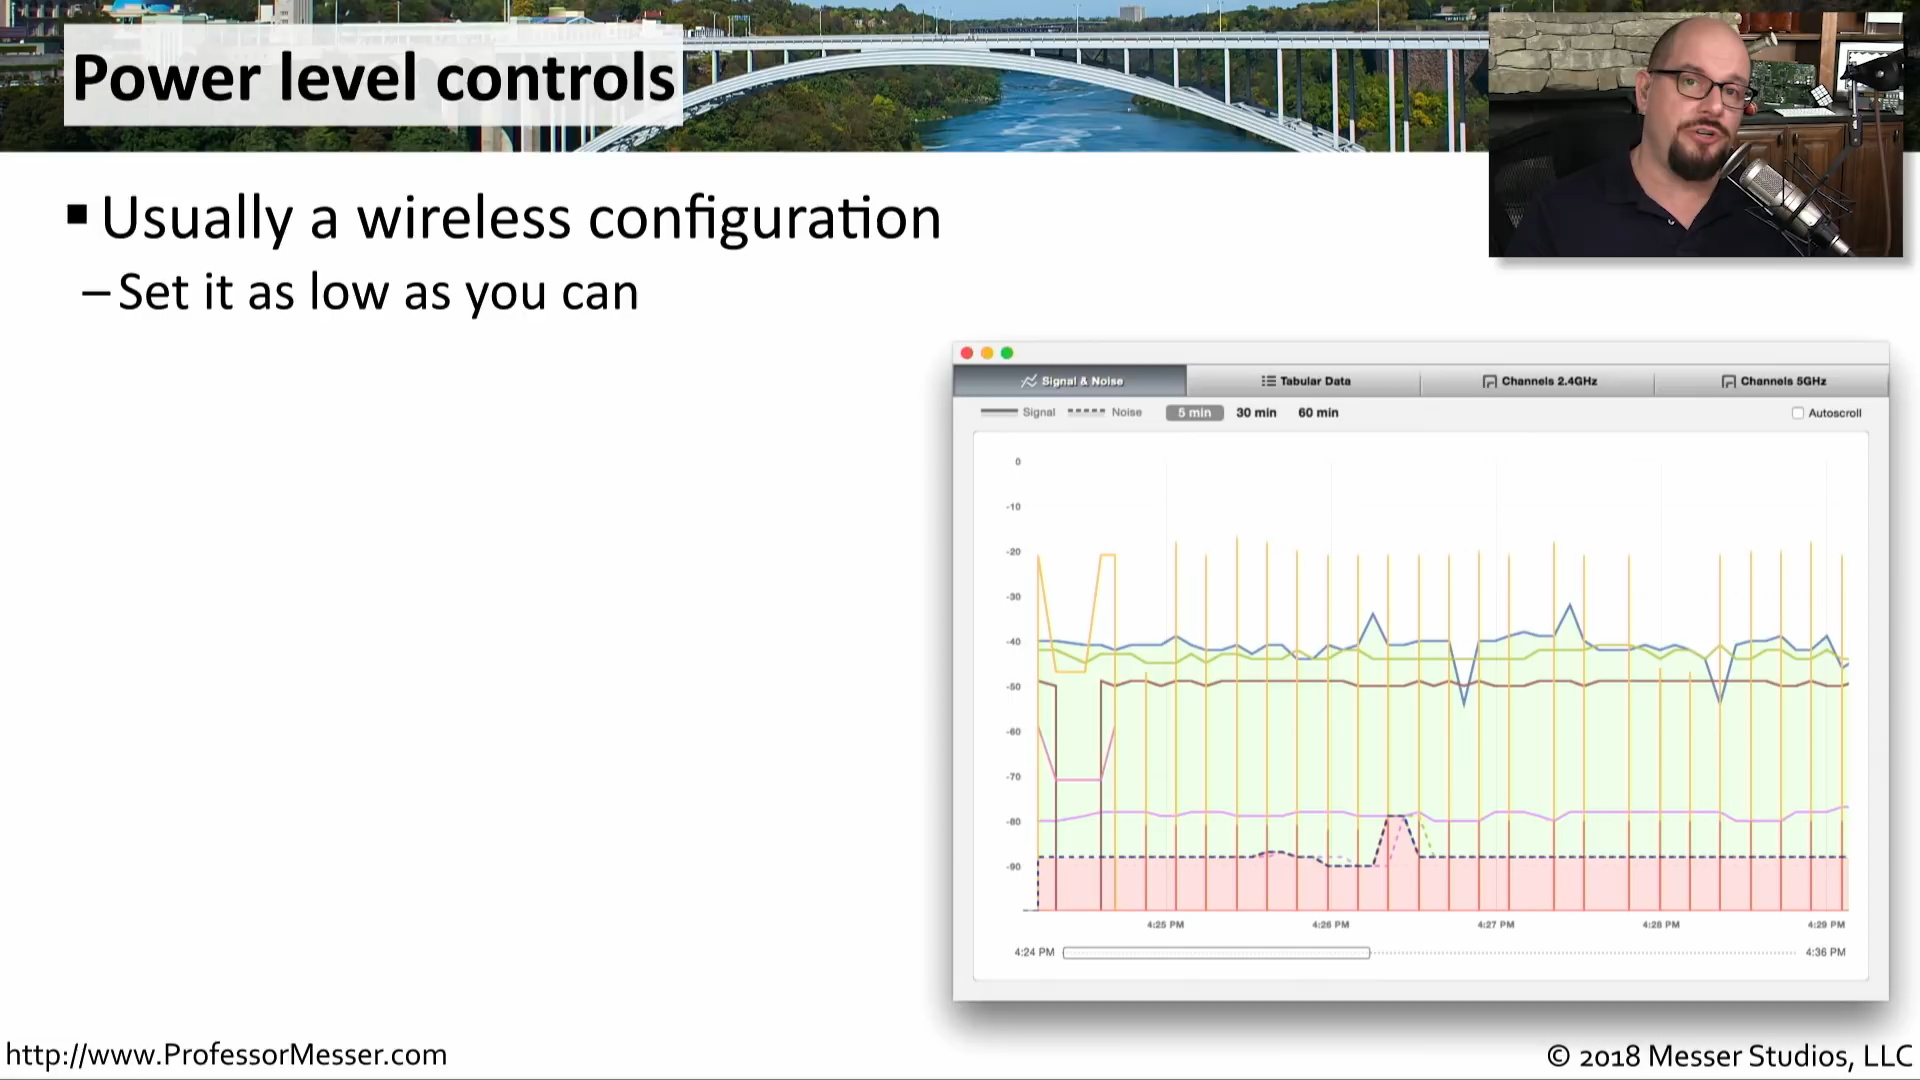 Power level controls
Usually a wireless configuration
– Set it as low as you can
Signal & Noise
Tabular Data
Channels 2.4GHz
Channels 5GHz
Signal
Noise
5 min
30 min
60 min
Autoscroll
0
-10
-20
-30
-40
-50
-60
-70
-80
-90
4:25 PM
4:26 PM
4:27 PM
4:28 PM
4:29 PM
4:24 PM
4:36 PM
http://www.ProfessorMesser.com
© 2018 Messer Studios, LLC